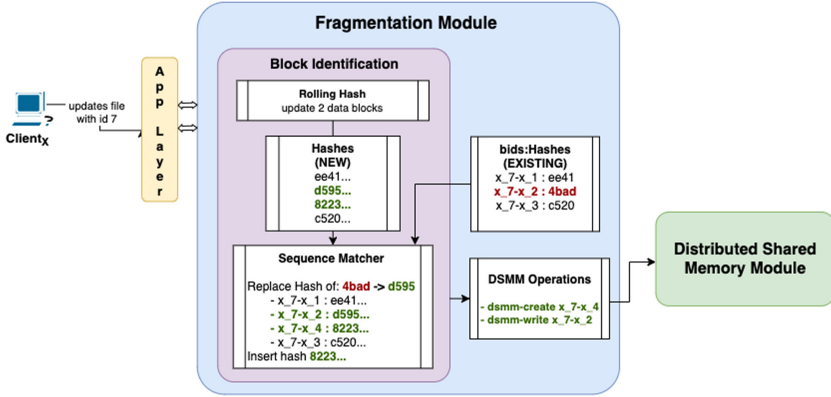 Fragmentation Module
Block Identification
Rolling Hash
update 2 data blocks
Hashes
(NEW)
ee41...
d595...
8223...
c520...
bids:Hashes
(EXISTING)
x_7-x_1 : ee41
x_7-x_2 : 4bad
x_7-x_3 : c520
App Layer
updates file
with id 7
?
ClientX
Sequence Matcher
Replace Hash of: 4bad -> d595
- x_7-x_1 : ee41...
- x_7-x_2 : d595...
- x_7-x_4 : 8223...
- x_7-x_3 : c520...
Insert hash 8223...
DSMM Operations
- dsmm-create x_7-x_4
- dsmm-write x_7-x_2
Distributed Shared
Memory Module